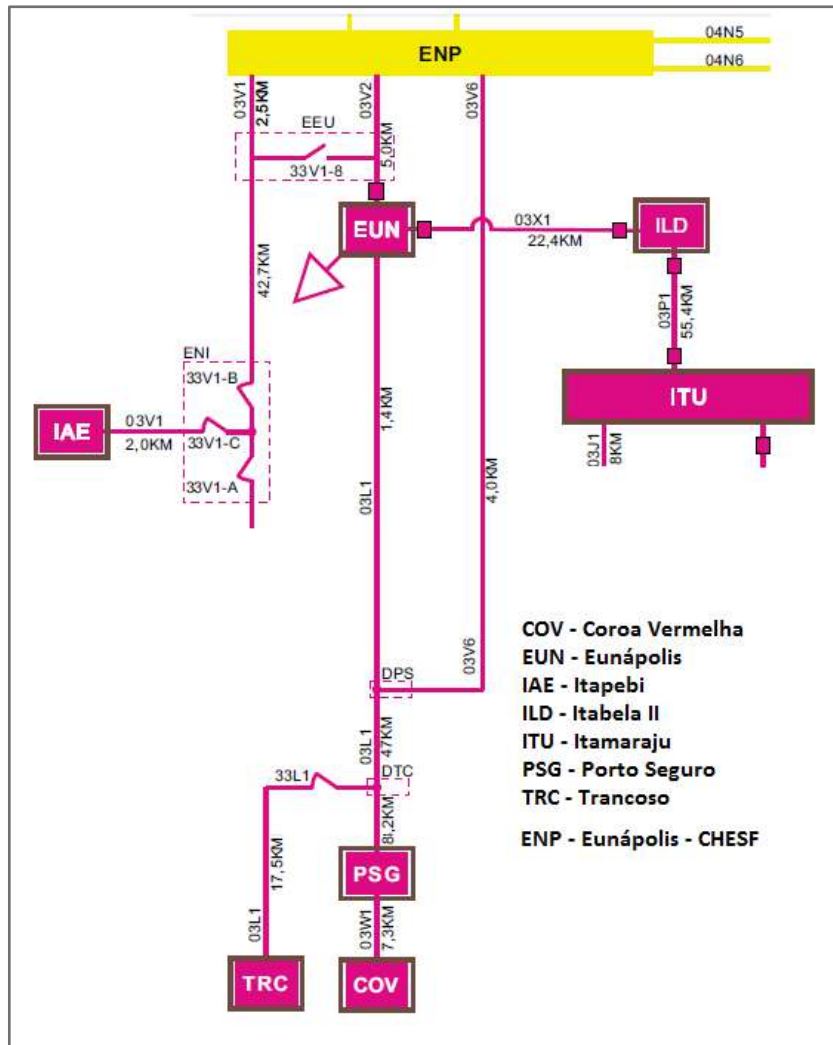 04N5
ENP
04N6
03V1
2,5KM
03V2
5,0KM
03V6
EEU
33V1-8
EUN
03X1
22,4KM
ILD
42,7KM
03P1
55,4KM
ENI
33V1-B
ITU
IAE
03V1
2,0KM
33V1-C
33V1-A
1,4KM
03J1
8KM
03L1
4,0KM
COV - Coroa Vermelha
EUN - Eunápolis
IAE - Itapebi
ILD - Itabela II
ITU - Itamaraju
PSG - Porto Seguro
TRC - Trancoso
ENP - Eunápolis - CHESF
03V6
DPS
03L1
47KM
33L1
DTC
8,2KM
17,5KM
PSG
03L1
03W1
7,3KM
TRC
COV